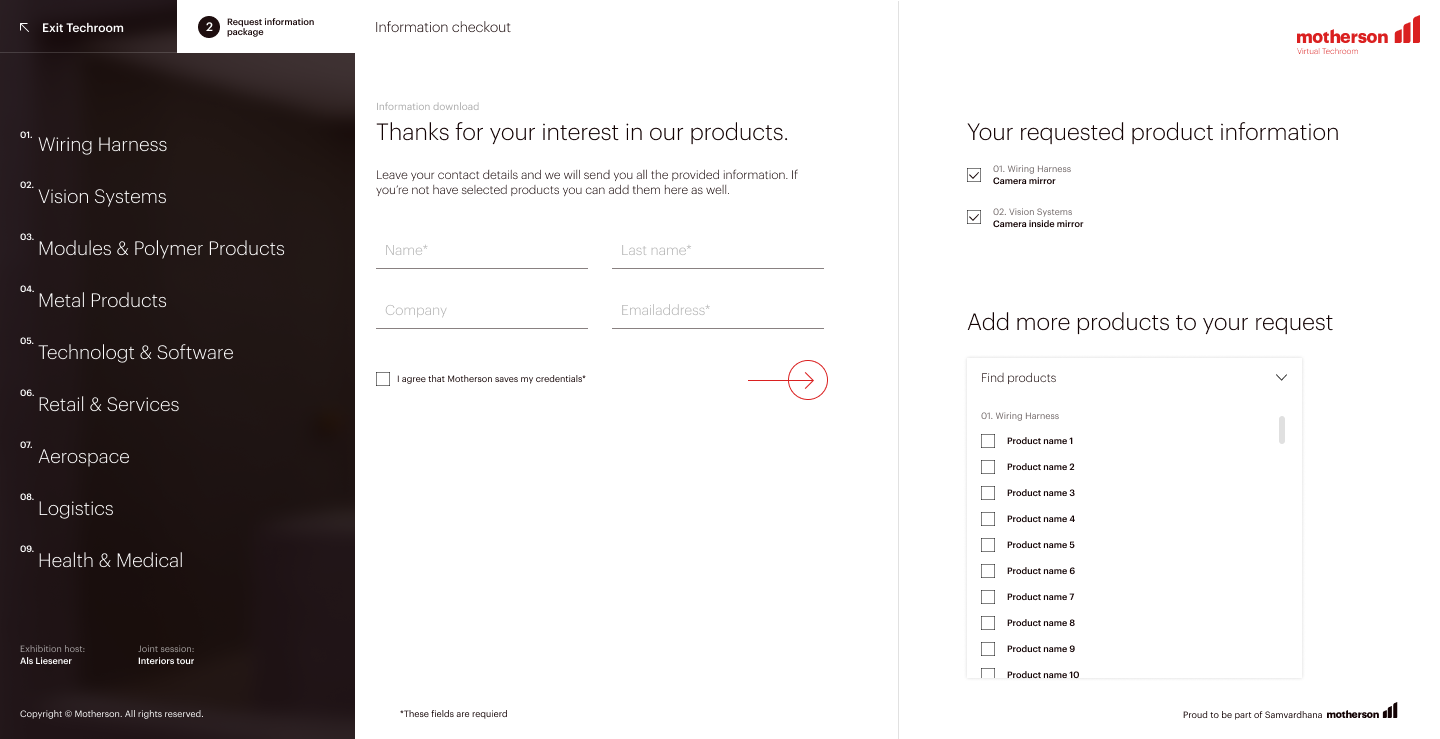 Exit Techroom
2
Request information
package
Information checkout
motherson
Virtual Techroom
01.
Wiring Harness
02.
Vision Systems
03.
Modules & Polymer Products
04.
Metal Products
05.
Technologt & Software
06.
Retail & Services
07.
Aerospace
08.
Logistics
09.
Health & Medical
Exhibition host:
Als Liesener
Joint session:
Interiors tour
Copyright © Motherson. All rights reserved.
Information download
Thanks for your interest in our products.
Leave your contact details and we will send you all the provided information. If
you're not have selected products you can add them here as well.
Name*
Last name*
Company
Emailaddress*
I agree that Motherson saves my credentials*
*These fields are requierd
Your requested product information
01. Wiring Harness
Camera mirror
02. Vision Systems
Camera inside mirror
Add more products to your request
Find products
01. Wiring Harness
Product name 1
Product name 2
Product name 3
Product name 4
Product name 5
Product name 6
Product name 7
Product name 8
Product name 9
Product name 10
Proud to be part of Samvardhana motherson